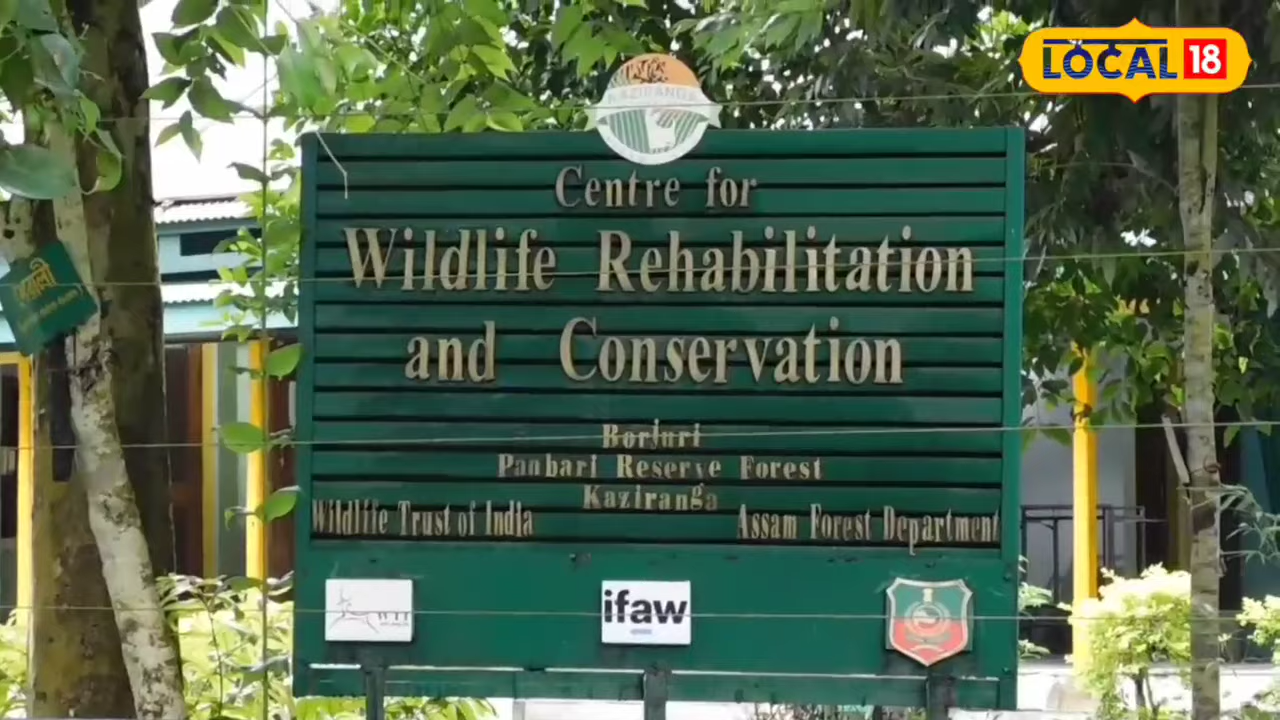 LOCAL 18
KAZIRANGA
Centre for
Wildlife Rehabilitation
and Conservation
Borjuri
Panbari Reserve Forest
Kaziranga
Wildlife Trust of India
Assam Forest Department
WTI
ifaw